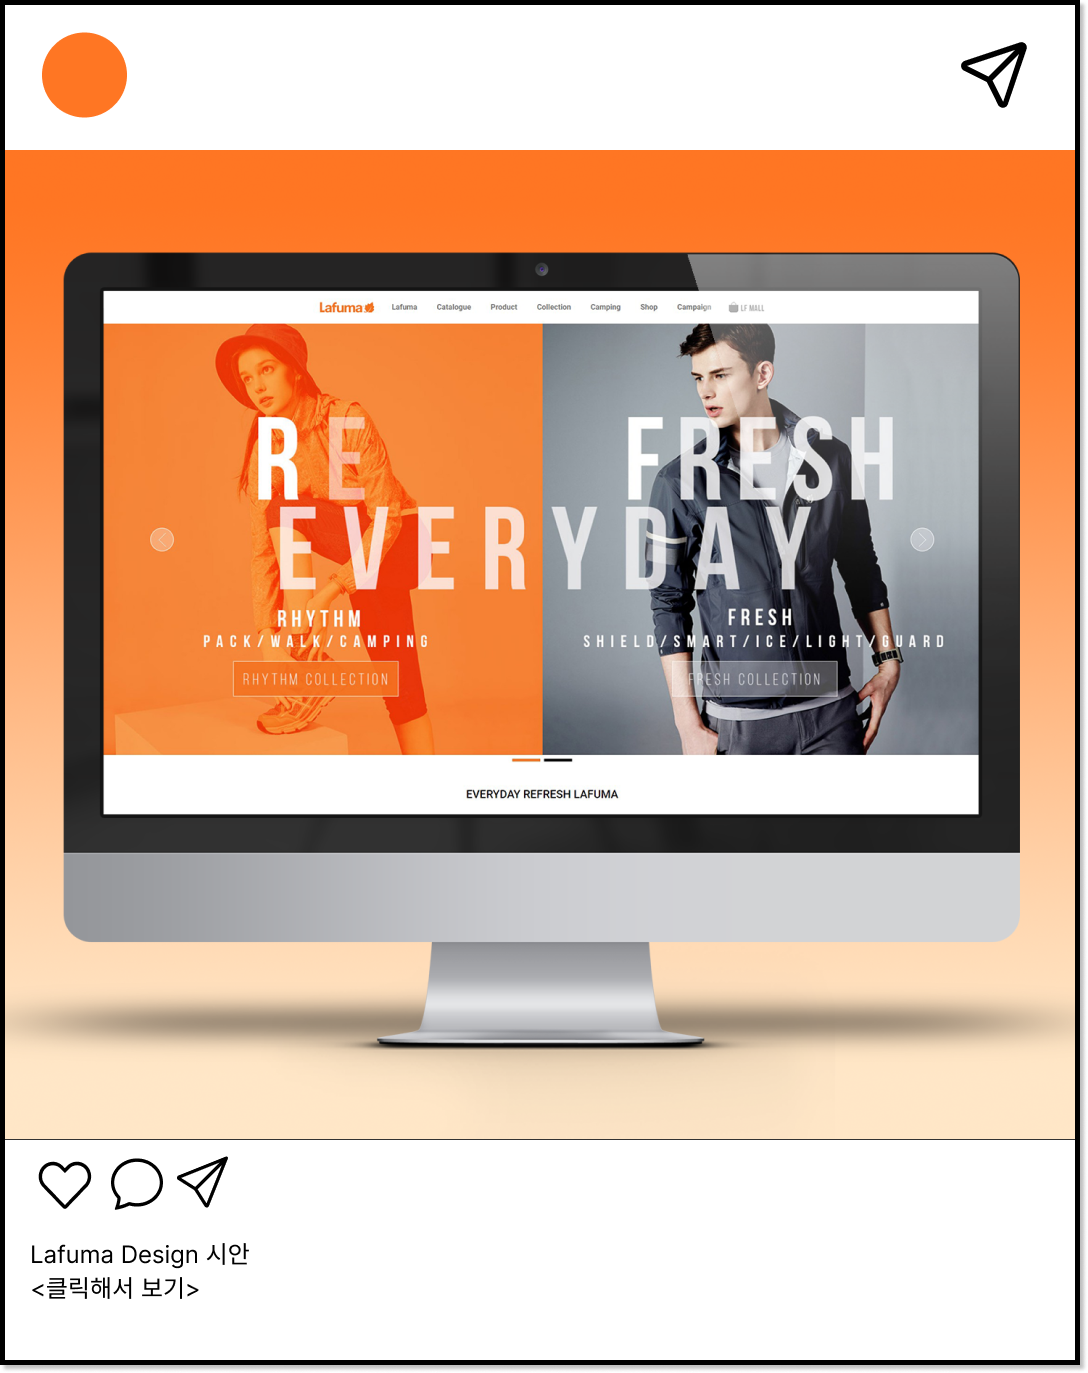 Lafuma Lafuma Catalogue Product Collection Camping Shop Campaign LF MALL
RE FRESH
EVERYDAY
RHYTHM
PACK/WALK/CAMPING
RHYTHM COLLECTION
FRESH
SHIELD/SMART/ICE/LIGHT/GUARD
FRESH COLLECTION
EVERYDAY REFRESH LAFUMA
Lafuma Design 시안
<클릭해서 보기>